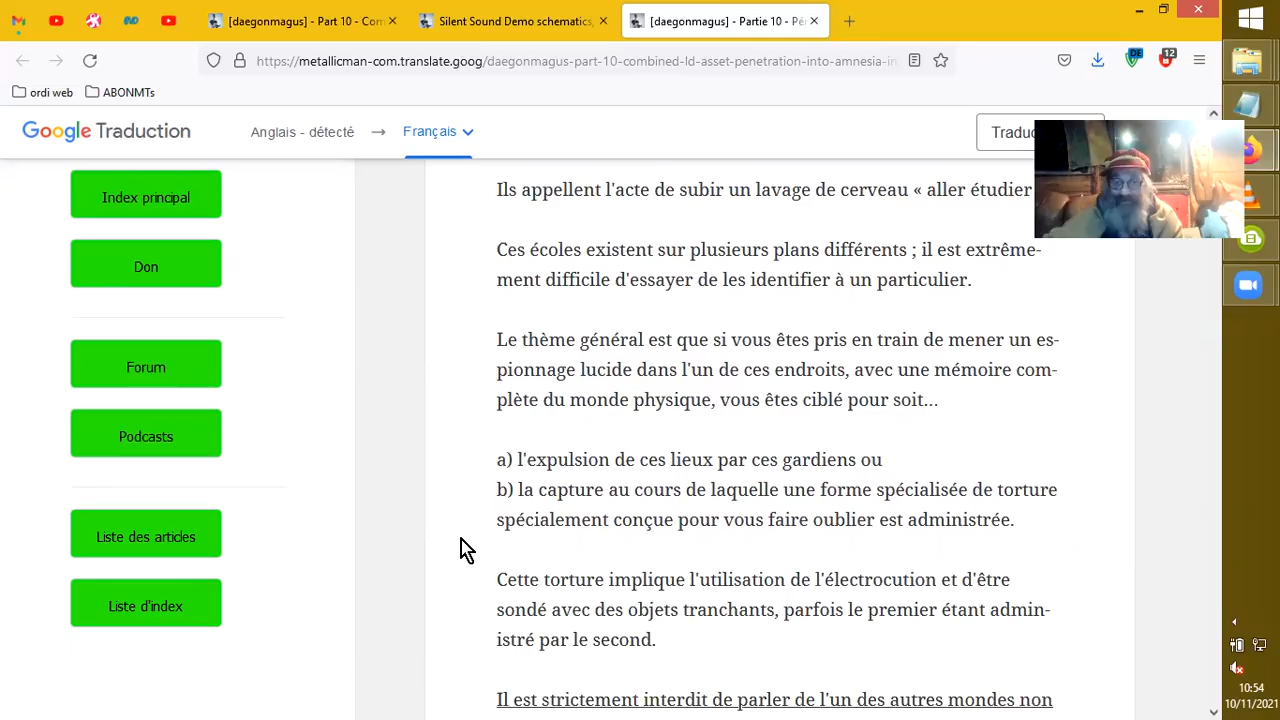 [daegonmagus] - Part 10 - Com
Silent Sound Demo schematics,
[daegonmagus] - Partie 10 - Pé
https://metallicman-com.translate.goog/daegonmagus-part-10-combined-ld-asset-penetration-into-amnesia-in
DE
12
ordi web
ABONMTs
Google Traduction
Anglais - détecté
Français
Traduc
Index principal
Don
Forum
Podcasts
Liste des articles
Liste d'index
Ils appellent l'acte de subir un lavage de cerveau « aller étudier
Ces écoles existent sur plusieurs plans différents ; il est extrême-
ment difficile d'essayer de les identifier à un particulier.
Le thème général est que si vous êtes pris en train de mener un es-
pionnage lucide dans l'un de ces endroits, avec une mémoire com-
plète du monde physique, vous êtes ciblé pour soit…
a) l'expulsion de ces lieux par ces gardiens ou
b) la capture au cours de laquelle une forme spécialisée de torture
spécialement conçue pour vous faire oublier est administrée.
Cette torture implique l'utilisation de l'électrocution et d'être
sondé avec des objets tranchants, parfois le premier étant admin-
istré par le second.
Il est strictement interdit de parler de l'un des autres mondes non
10:54
10/11/2021